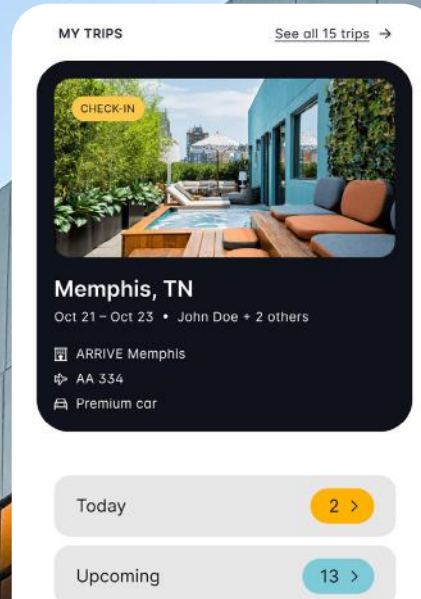 MY TRIPS
See all 15 trips →
CHECK-IN
Memphis, TN
Oct 21 – Oct 23 • John Doe + 2 others
ARRIVE Memphis
AA 334
Premium car
Today
2 >
Upcoming
13 >